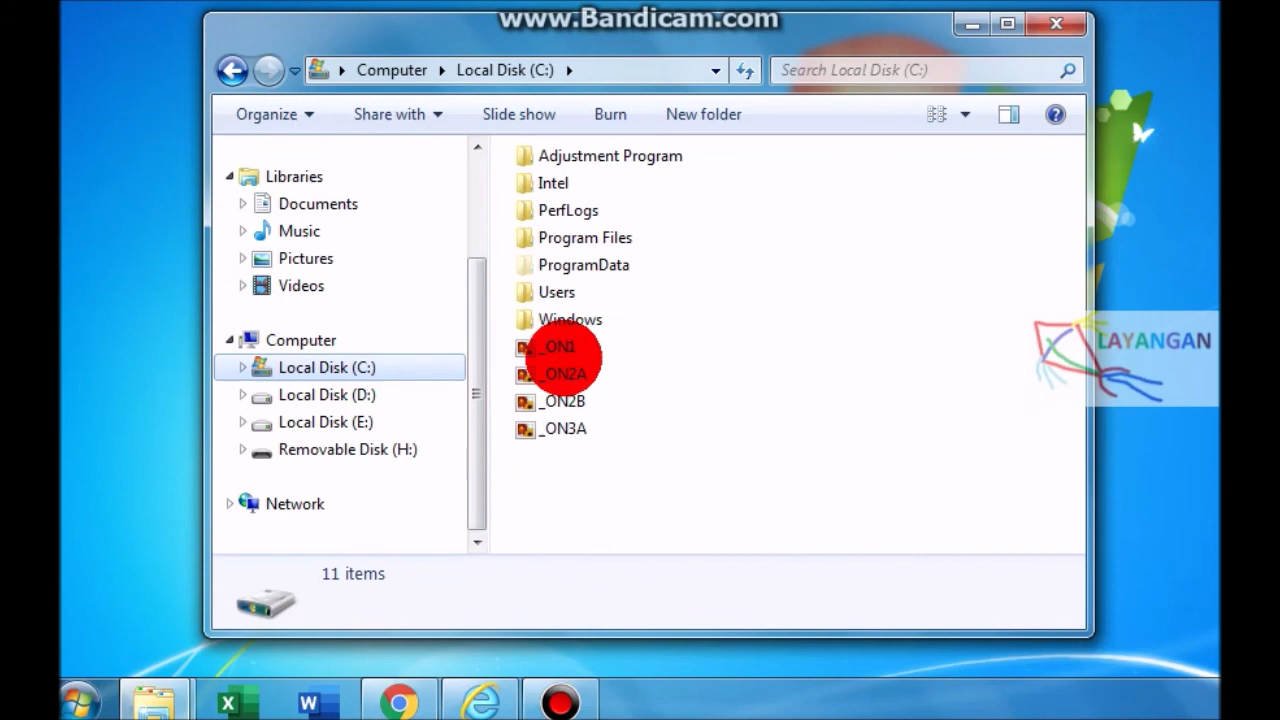 www.Bandicam.com
Computer
Local Disk (C:)
Search Local Disk (C:)
Organize
Share with
Slide show
Burn
New folder
Libraries
Documents
Music
Pictures
Videos
Computer
Local Disk (C:)
Local Disk (D:)
Local Disk (E:)
Removable Disk (H:)
Network
Adjustment Program
Intel
PerfLogs
Program Files
ProgramData
Users
Windows
_ON1
_ON2A
_ON2B
_ON3A
LAYANGAN
11 items